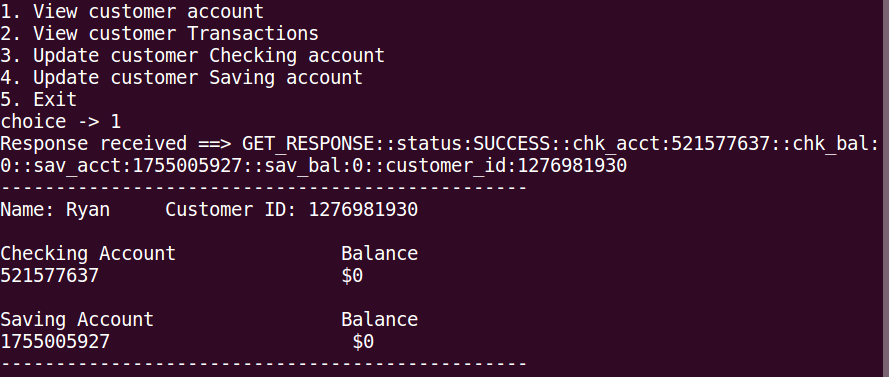 1. View customer account
2. View customer Transactions
3. Update customer Checking account
4. Update customer Saving account
5. Exit
choice -> 1
Response received ==> GET_RESPONSE::status:SUCCESS::chk_acct:521577637::chk_bal:
0::sav_acct:1755005927::sav_bal:0::customer_id:1276981930
------------------------------------------------
Name: Ryan     Customer ID: 1276981930
Checking Account               Balance
521577637                      $0
Saving Account                 Balance
1755005927                      $0
------------------------------------------------